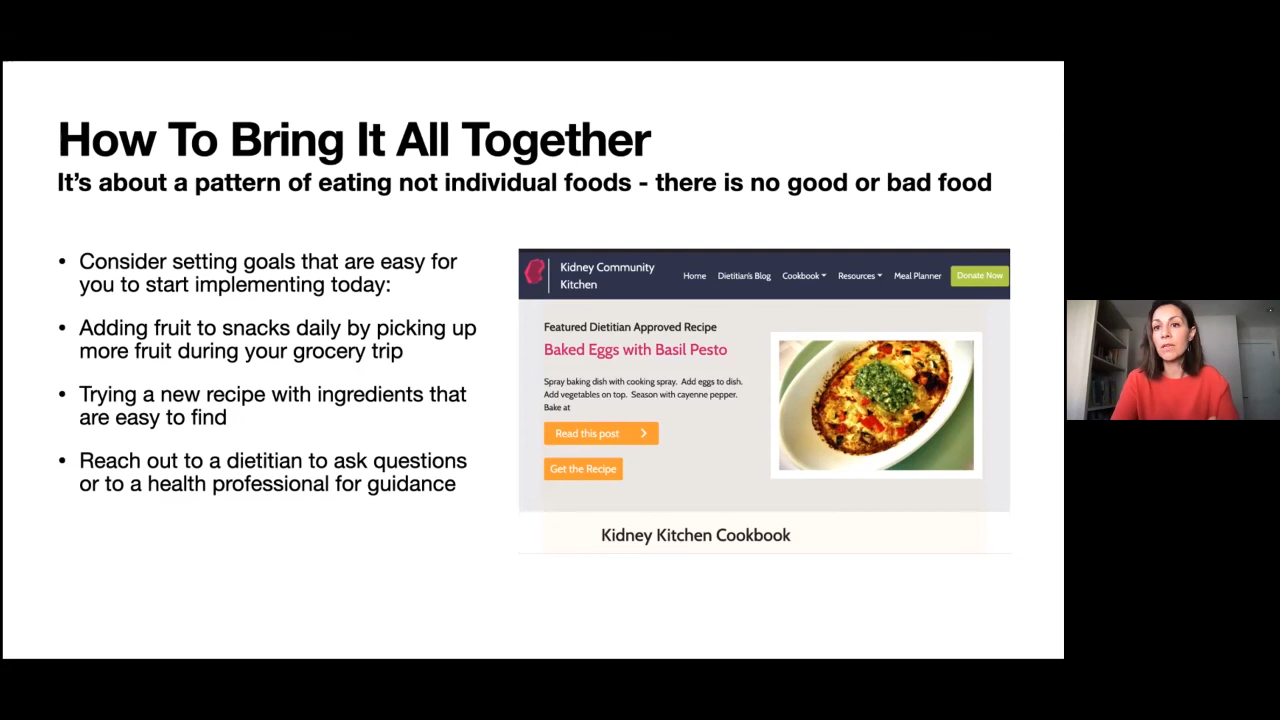 How To Bring It All Together
It's about a pattern of eating not individual foods - there is no good or bad food
• Consider setting goals that are easy for
you to start implementing today:
• Adding fruit to snacks daily by picking up
more fruit during your grocery trip
• Trying a new recipe with ingredients that
are easy to find
• Reach out to a dietitian to ask questions
or to a health professional for guidance
Kidney Community
Kitchen
Home Dietitian's Blog Cookbook Resources Meal Planner Donate Now
Featured Dietitian Approved Recipe
Baked Eggs with Basil Pesto
Spray baking dish with cooking spray. Add eggs to dish.
Add vegetables on top. Season with cayenne pepper.
Bake at
Read this post
Get the Recipe
Kidney Kitchen Cookbook